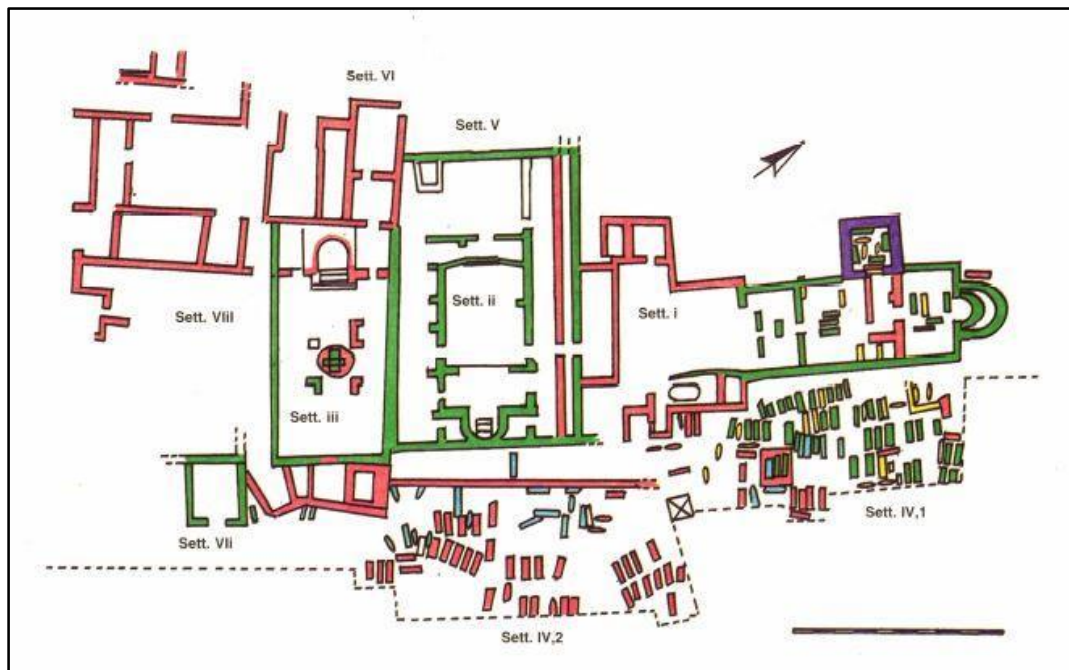 Sett. VI
Sett. V
Sett. ii
Sett. i
Sett. VIiI
Sett. iii
Sett. VIi
Sett. IV,1
Sett. IV,2